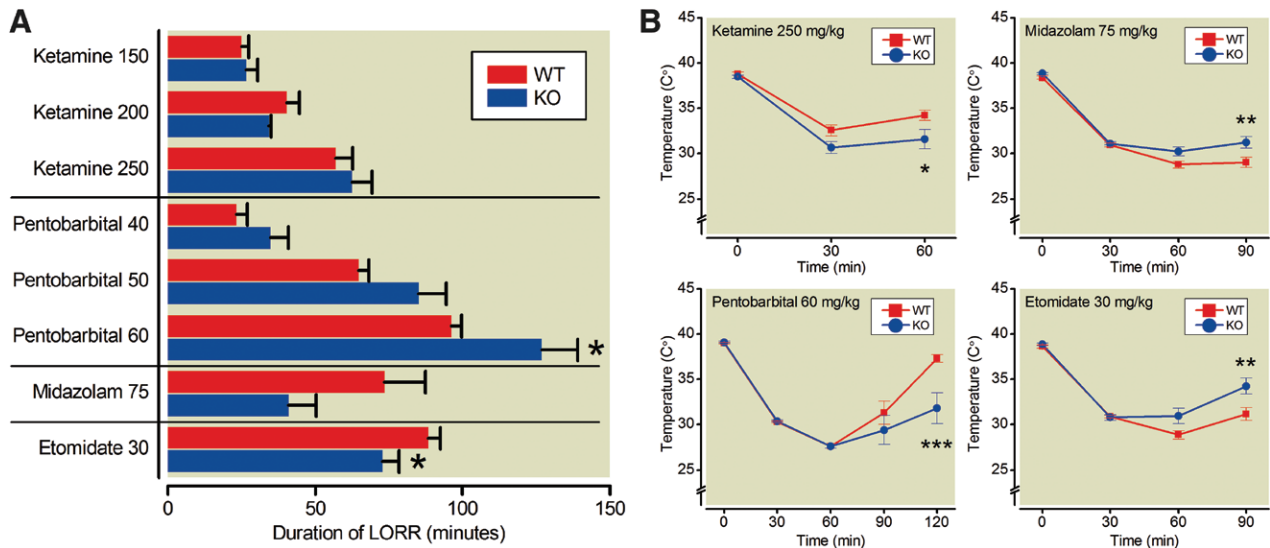 A
Ketamine 150
Ketamine 200
Ketamine 250
Pentobarbital 40
Pentobarbital 50
Pentobarbital 60
Midazolam 75
Etomidate 30
WT
KO
*
*
0 50 100 150
Duration of LORR (minutes)
B
Ketamine 250 mg/kg
WT
KO
45
40
35
30
25
Temperature (C°)
*
0 30 60
Time (min)
Midazolam 75 mg/kg
WT
KO
45
40
35
30
25
Temperature (C°)
**
0 30 60 90
Time (min)
Pentobarbital 60 mg/kg
WT
KO
45
40
35
30
25
Temperature (C°)
***
0 30 60 90 120
Time (min)
Etomidate 30 mg/kg
WT
KO
45
40
35
30
25
Temperature (C°)
**
0 30 60 90
Time (min)